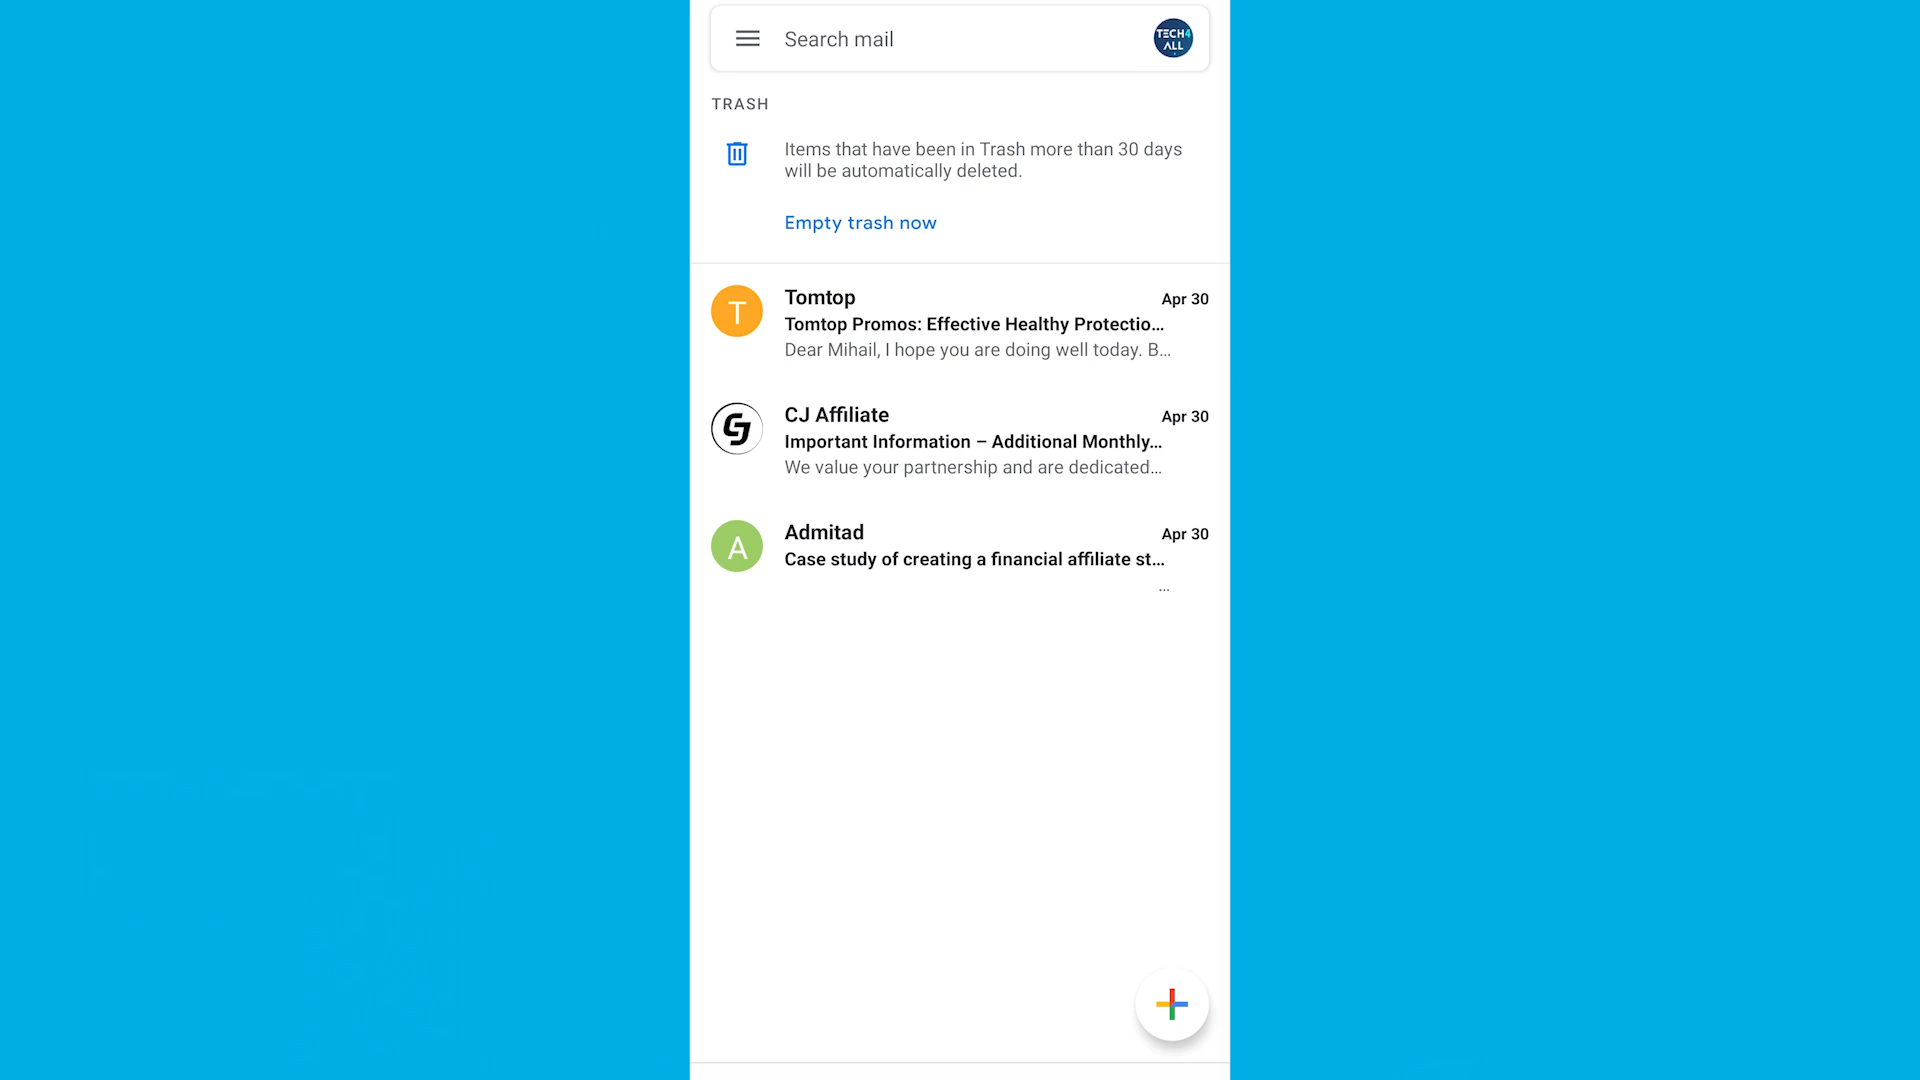 Search mail
TECH4
ALL
TRASH
Items that have been in Trash more than 30 days
will be automatically deleted.
Empty trash now
T
Tomtop
Apr 30
Tomtop Promos: Effective Healthy Protectio...
Dear Mihail, I hope you are doing well today. B...
CJ Affiliate
Apr 30
Important Information – Additional Monthly...
We value your partnership and are dedicated...
A
Admitad
Apr 30
Case study of creating a financial affiliate st...
...